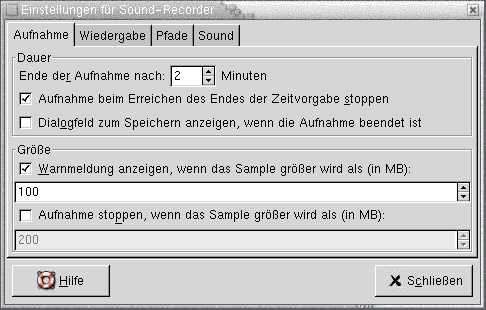 Einstellungen für Sound-Recorder
Aufnahme Wiedergabe Pfade Sound
Dauer
Ende der Aufnahme nach: 2 Minuten
Aufnahme beim Erreichen des Endes der Zeitvorgabe stoppen
Dialogfeld zum Speichern anzeigen, wenn die Aufnahme beendet ist
Größe
Warnmeldung anzeigen, wenn das Sample größer wird als (in MB):
100
Aufnahme stoppen, wenn das Sample größer wird als (in MB):
200
Hilfe Schließen